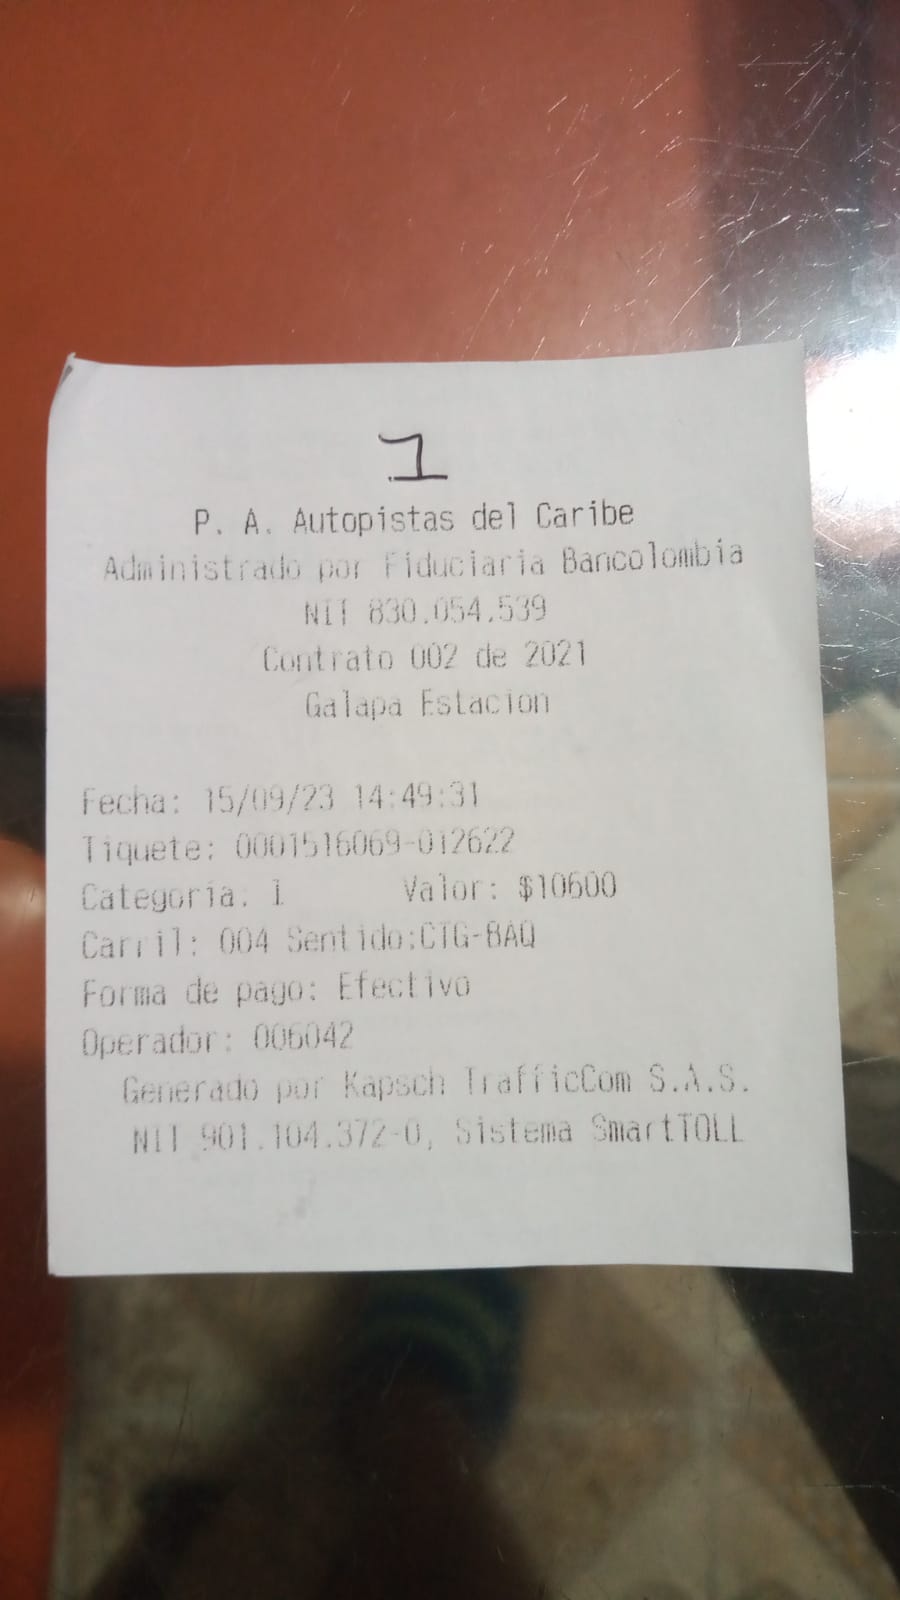 1
P. A. Autopistas del Caribe
Administrado por Fiduciaria Bancolombia
NIT 830.054.539
Contrato 002 de 2021
Galapa Estacion
Fecha: 15/09/23 14:49:31
Tiquete: 0001516069-012622
Categoria: 1 Valor: $10600
Carril: 004 Sentido:CTG-BAQ
Forma de pago: Efectivo
Operador: 006042
Generado por Kapsch TrafficCom S.A.S.
NIT 901.104.372-0, Sistema SmartTOLL